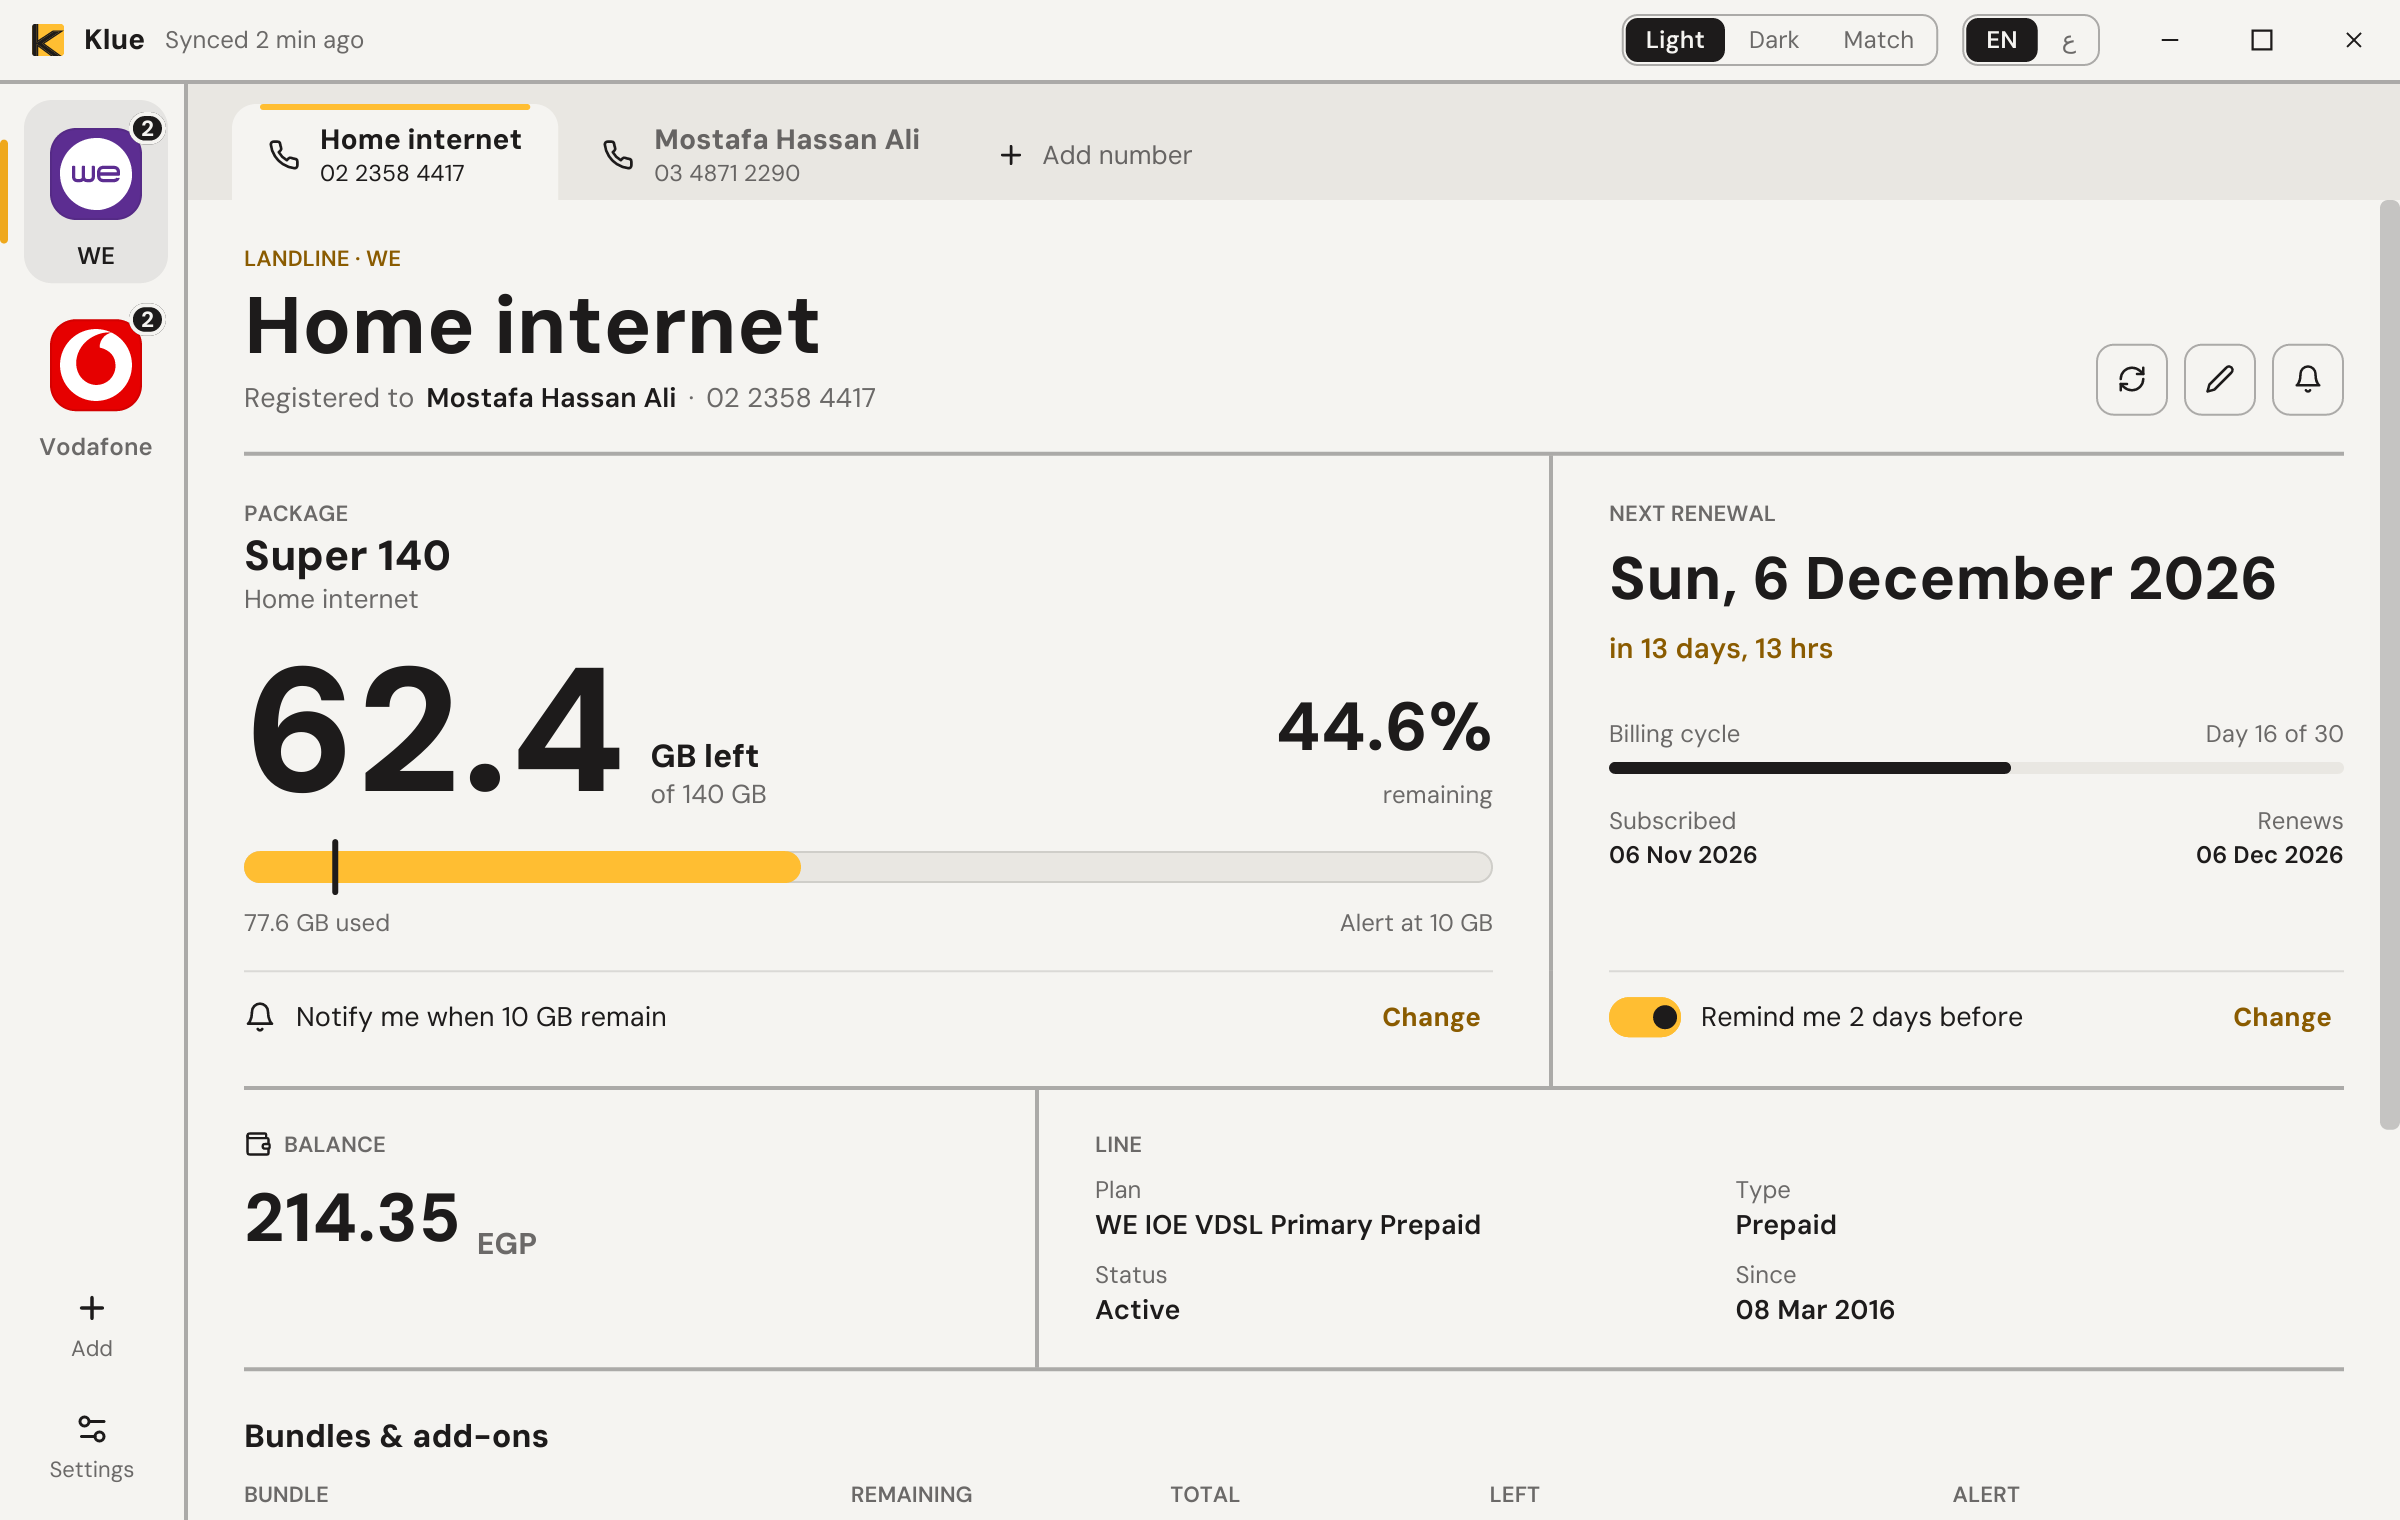 Klue Synced 2 min ago
Light Dark Match EN ع
2
we
WE
2
Vodafone
Add
Settings
Home internet
02 2358 4417
Mostafa Hassan Ali
03 4871 2290
Add number
LANDLINE · WE
Home internet
Registered to Mostafa Hassan Ali · 02 2358 4417
PACKAGE
Super 140
Home internet
62.4 GB left
of 140 GB
44.6%
remaining
77.6 GB used Alert at 10 GB
Notify me when 10 GB remain Change
NEXT RENEWAL
Sun, 6 December 2026
in 13 days, 13 hrs
Billing cycle Day 16 of 30
Subscribed Renews
06 Nov 2026 06 Dec 2026
Remind me 2 days before Change
BALANCE
214.35 EGP
LINE
Plan Type
WE IOE VDSL Primary Prepaid Prepaid
Status Since
Active 08 Mar 2016
Bundles & add-ons
BUNDLE REMAINING TOTAL LEFT ALERT